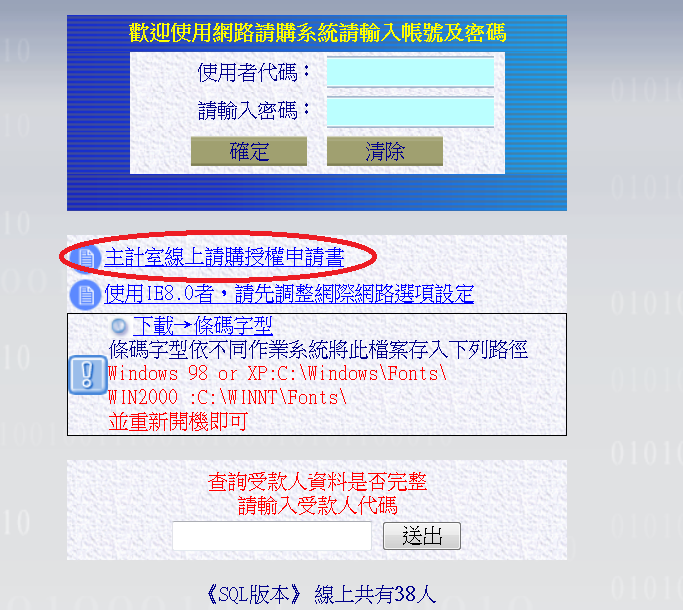 歡迎使用網路請購系統請輸入帳號及密碼
使用者代碼：
請輸入密碼：
確定 清除
主計室線上請購授權申請書
使用IE8.0者，請先調整網際網路選項設定
下載→條碼字型
條碼字型依不同作業系統將此檔案存入下列路徑
Windows 98 or XP:C:\Windows\Fonts\
WIN2000 :C:\WINNT\Fonts\
並重新開機即可
查詢受款人資料是否完整
請輸入受款人代碼
送出
《SQL版本》 線上共有38人